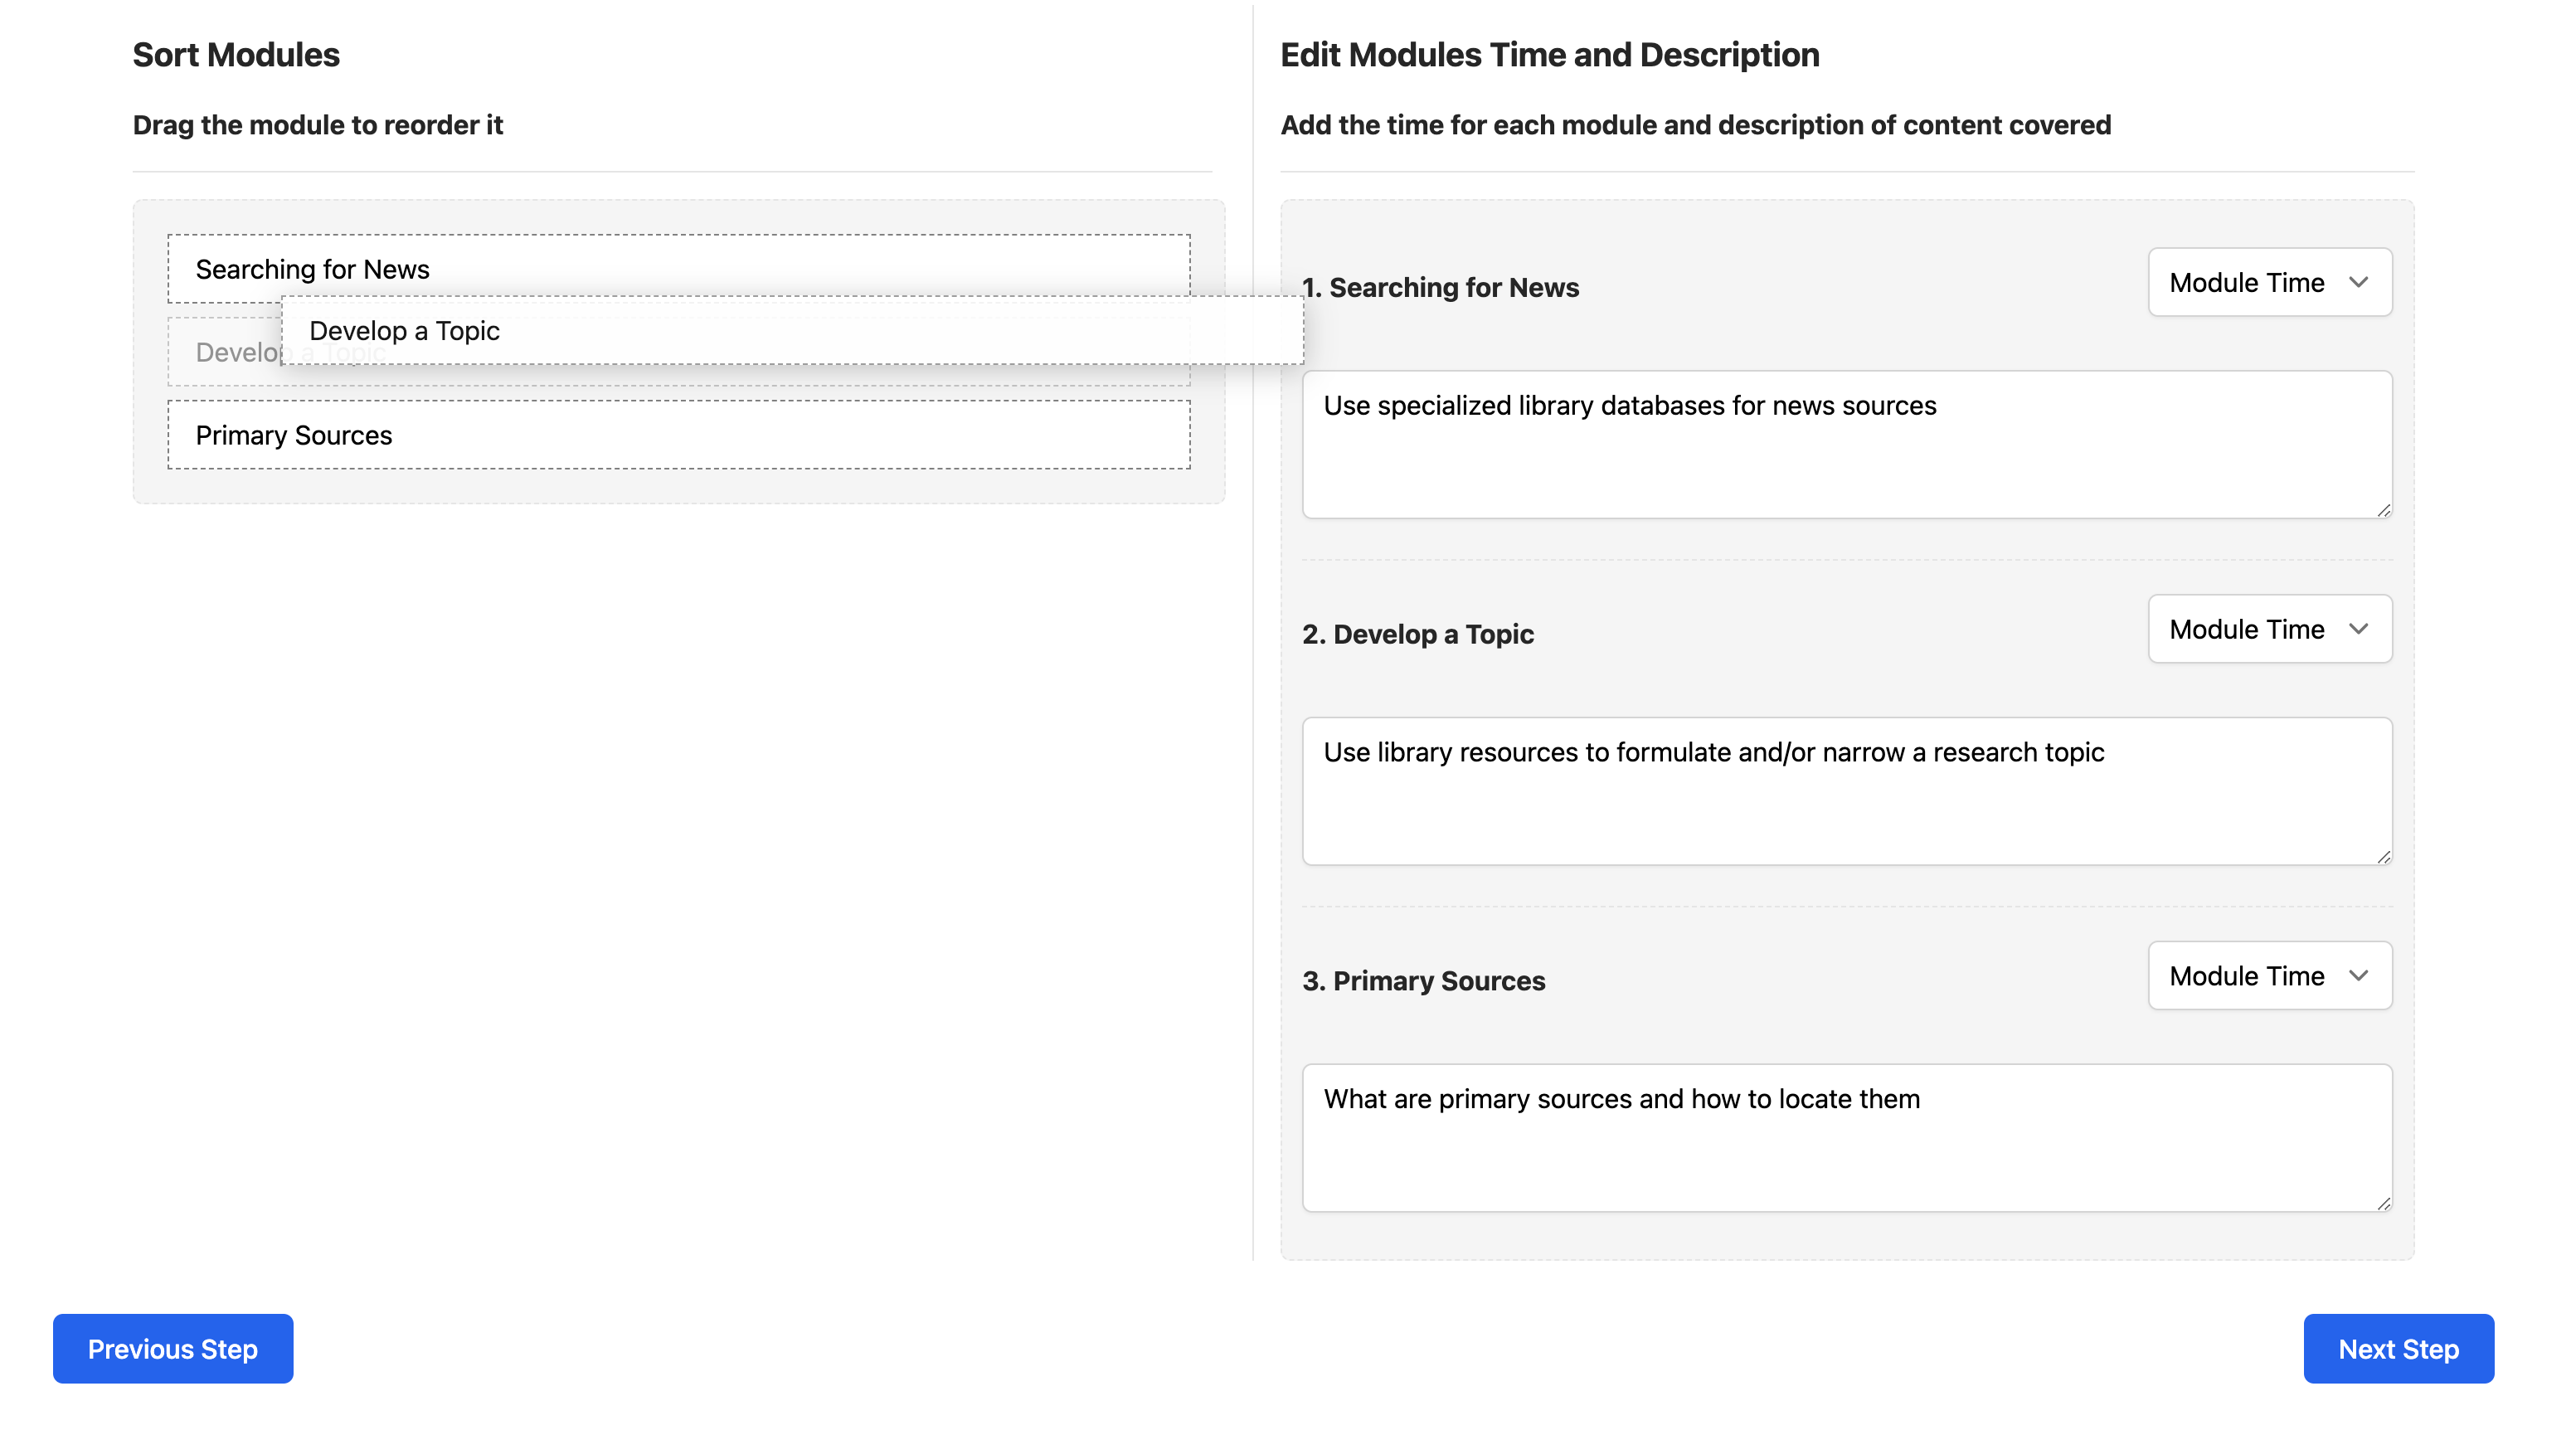 Sort Modules
Drag the module to reorder it
Searching for News
Develop a Topic
Develop a Topic
Primary Sources
Edit Modules Time and Description
Add the time for each module and description of content covered
1. Searching for News
Module Time
Use specialized library databases for news sources
2. Develop a Topic
Module Time
Use library resources to formulate and/or narrow a research topic
3. Primary Sources
Module Time
What are primary sources and how to locate them
Previous Step
Next Step